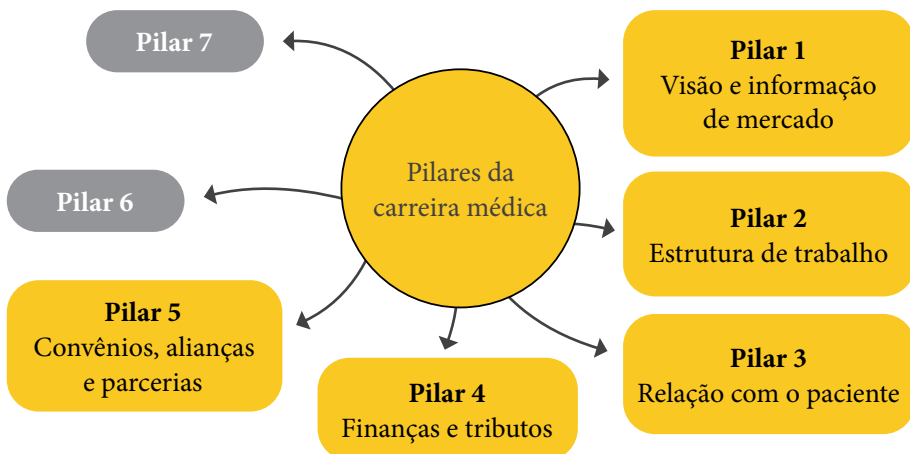 Pilar 7
Pilar 1
Visão e informação
de mercado
Pilares da
carreira médica
Pilar 6
Pilar 2
Estrutura de trabalho
Pilar 5
Convênios, alianças
e parcerias
Pilar 3
Relação com o paciente
Pilar 4
Finanças e tributos